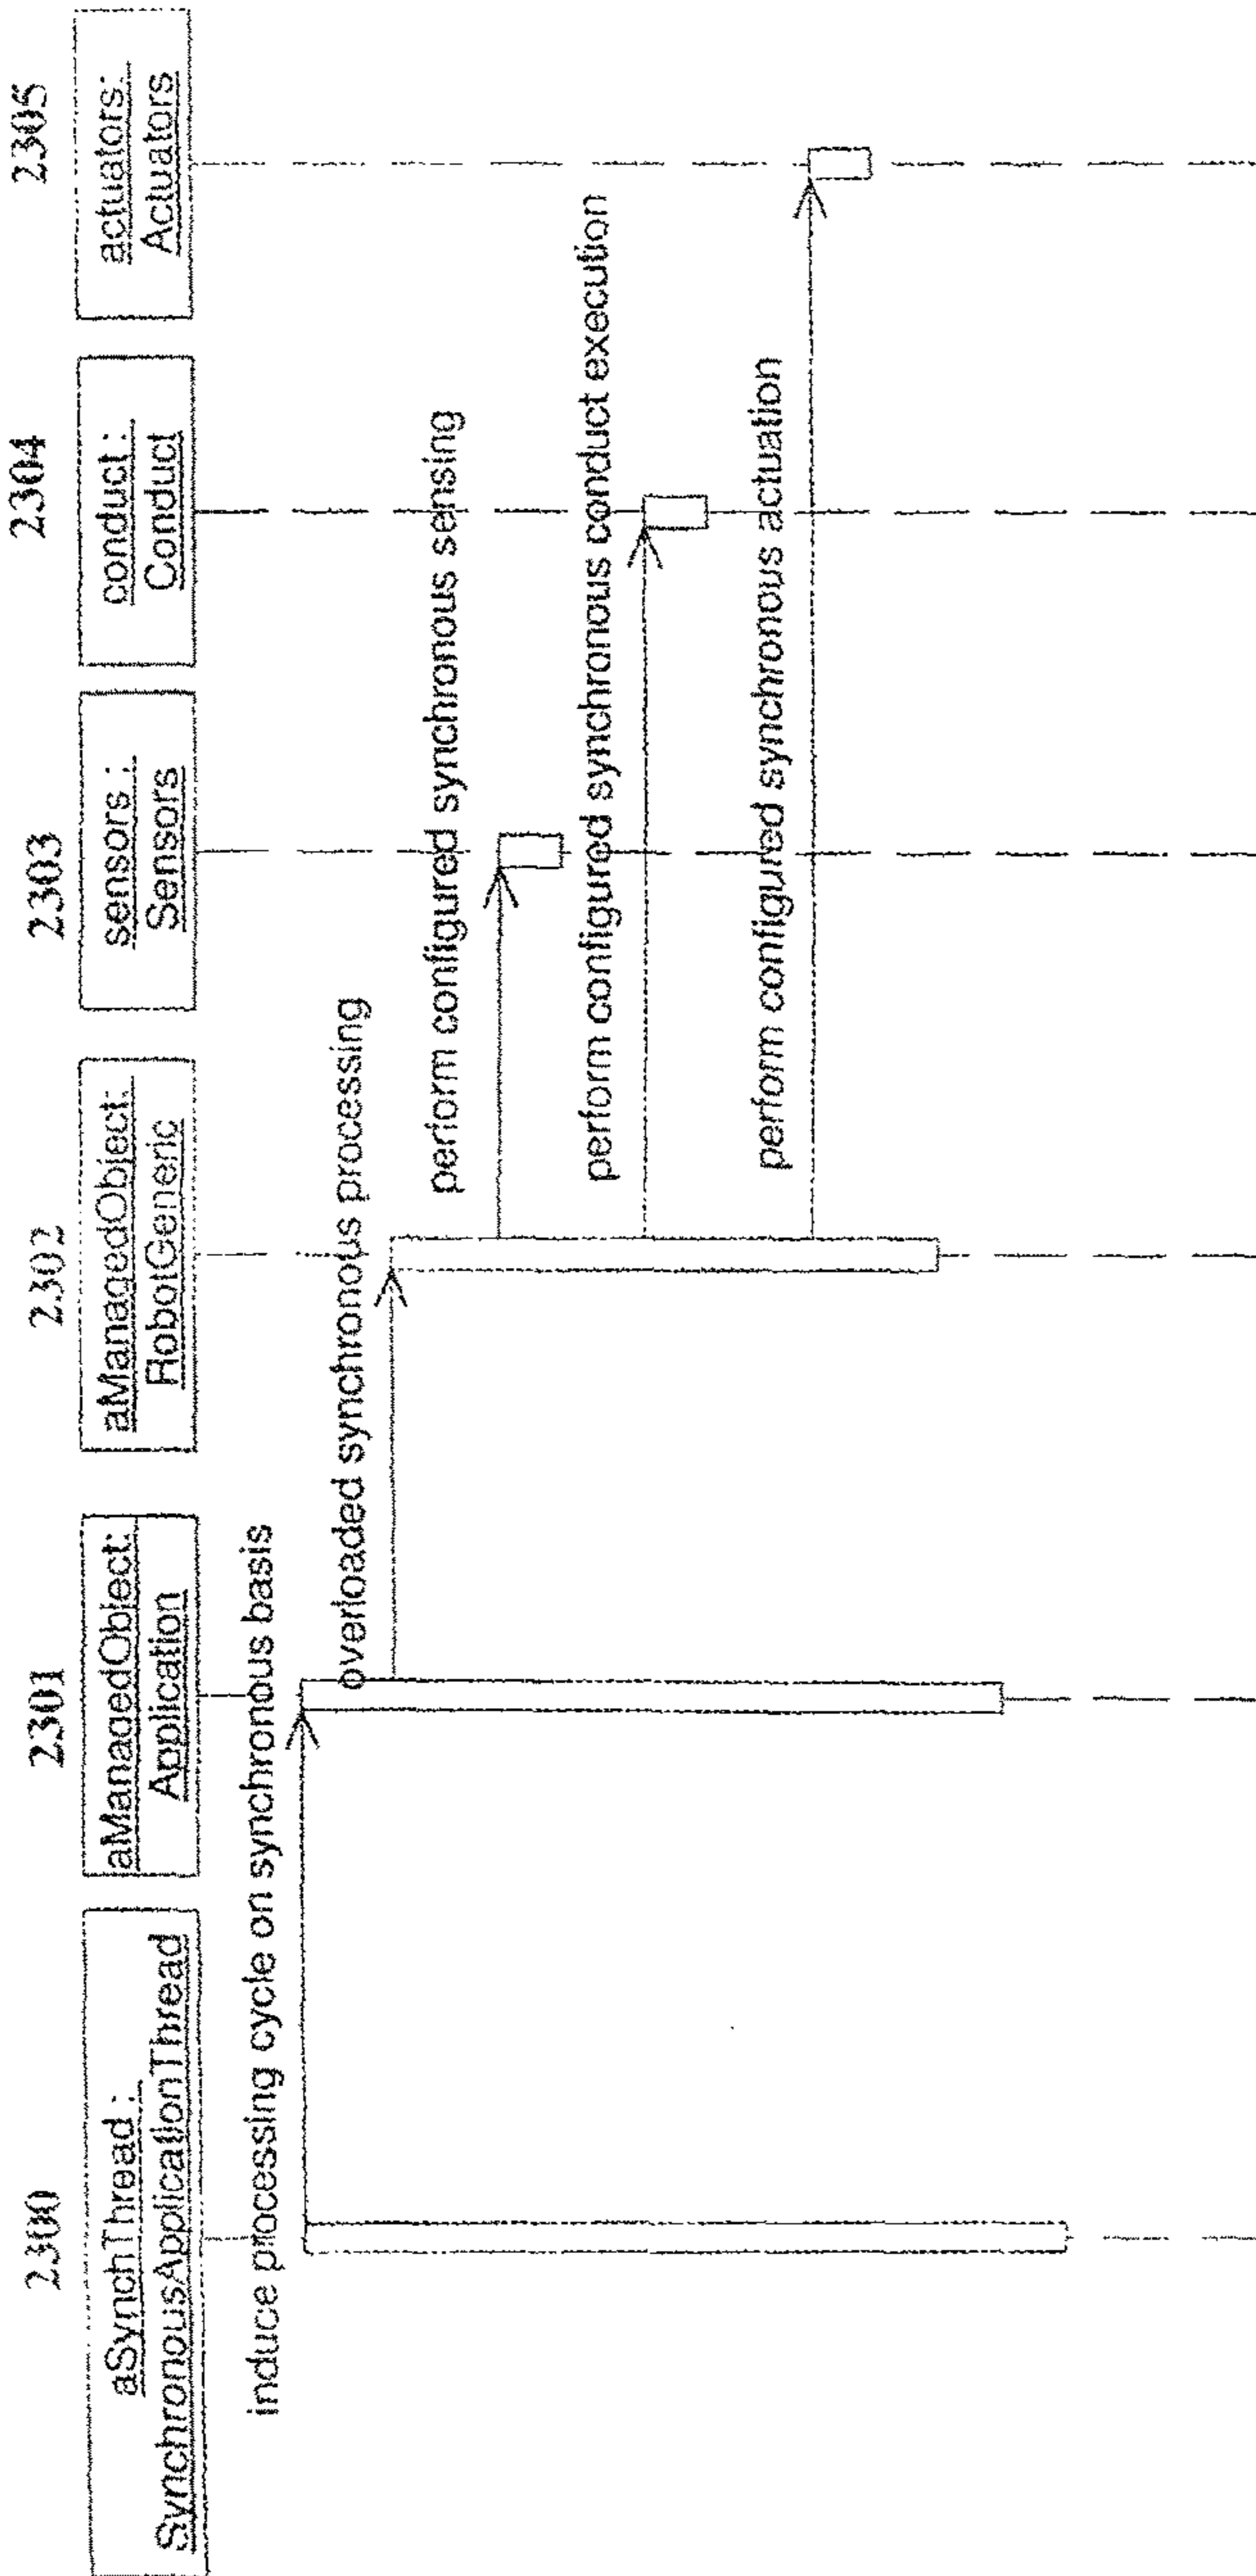 2300
2301
2302
2303
2304
2305
aSynchThread :
SynchronousApplicationThread
aManagedObject:
Application
aManagedObject:
RobotGeneric
sensors :
Sensors
conduct :
Conduct
actuators:
Actuators
induce processing cycle on synchronous basis
overloaded synchronous processing
perform configured synchronous sensing
perform configured synchronous conduct execution
perform configured synchronous actuation